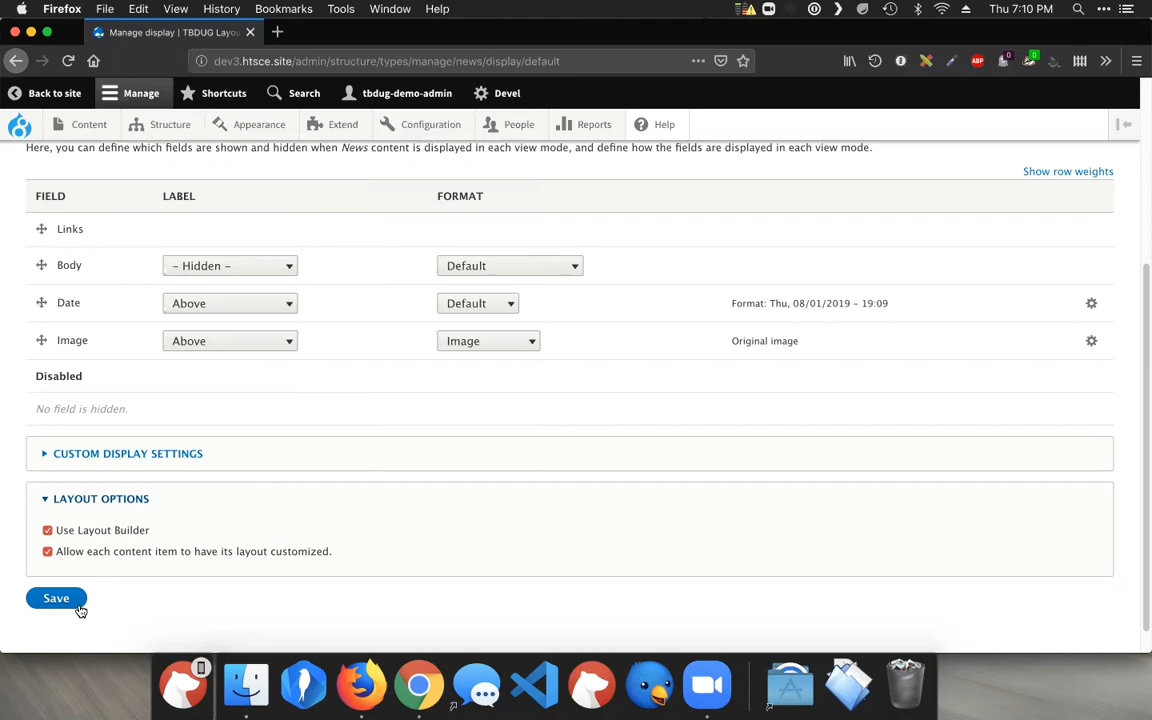 Firefox File Edit View History Bookmarks Tools Window Help Thu 7:10 PM
Manage display | TBDUG Layou
dev3.htsce.site/admin/structure/types/manage/news/display/default
ABP 0 0
Back to site Manage Shortcuts Search tbdug-demo-admin Devel
Content Structure Appearance Extend Configuration People Reports Help
Here, you can define which fields are shown and hidden when News content is displayed in each view mode, and define how the fields are displayed in each view mode.
Show row weights
FIELD LABEL FORMAT
Links
Body - Hidden - Default
Date Above Default Format: Thu, 08/01/2019 - 19:09
Image Above Image Original image
Disabled
No field is hidden.
CUSTOM DISPLAY SETTINGS
LAYOUT OPTIONS
Use Layout Builder
Allow each content item to have its layout customized.
Save